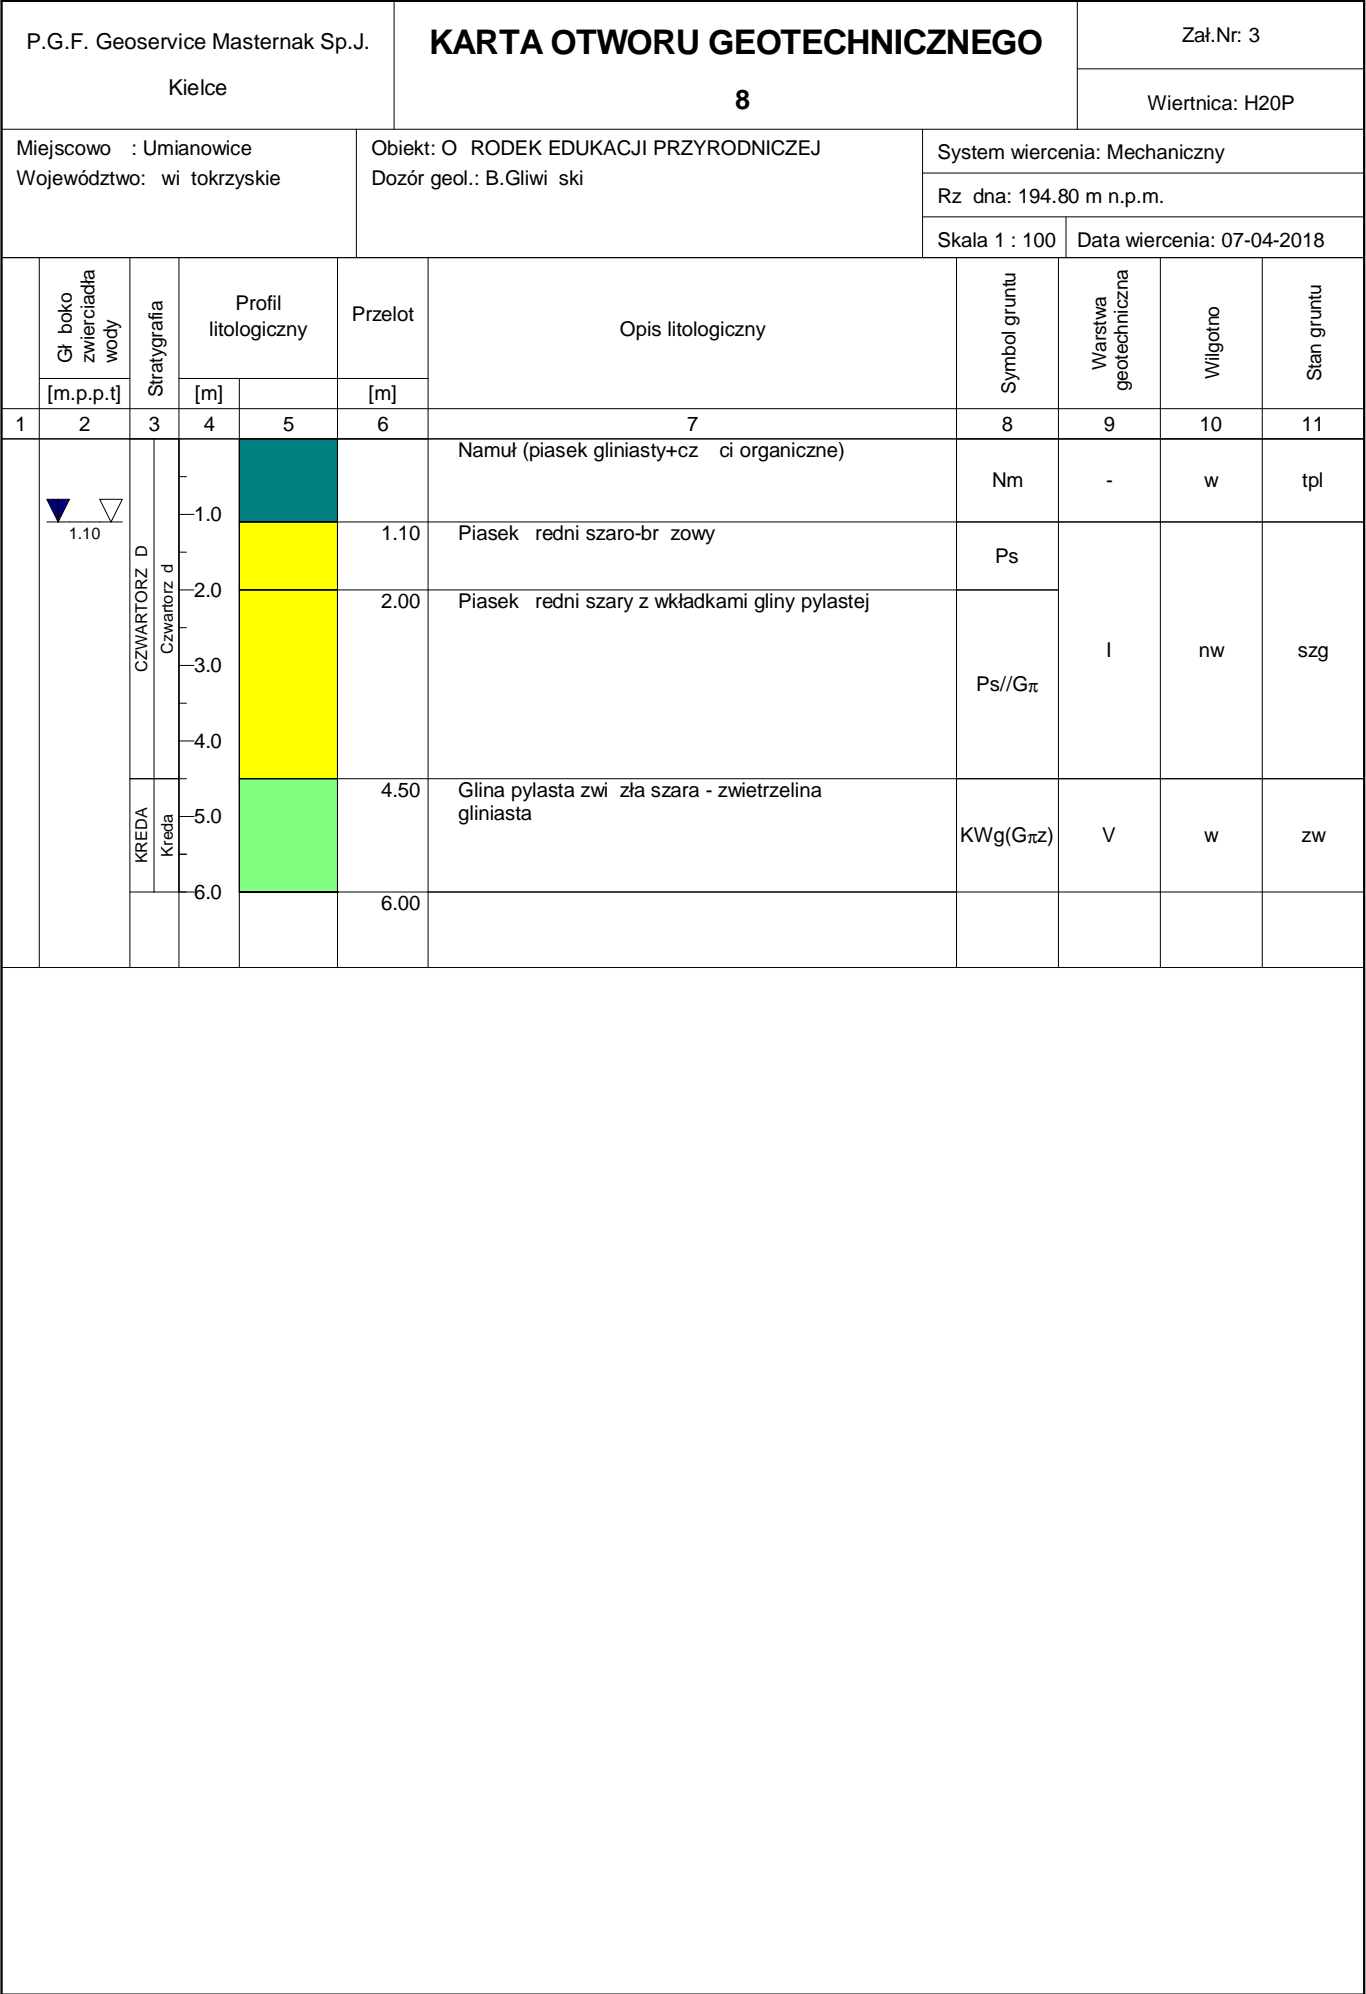 P.G.F. Geoservice Masternak Sp.J.
Kielce
KARTA OTWORU GEOTECHNICZNEGO
8
Zał.Nr: 3
Wiertnica: H20P
Miejscowo : Umianowice
Województwo: wi tokrzyskie
Obiekt: O RODEK EDUKACJI PRZYRODNICZEJ
Dozór geol.: B.Gliwi ski
System wiercenia: Mechaniczny
Rz dna: 194.80 m n.p.m.
Skala 1 : 100
Data wiercenia: 07-04-2018
Gł boko
zwierciadła
wody
[m.p.p.t]
Stratygrafia
Profil
litologiczny
[m]
Przelot
[m]
Opis litologiczny
Symbol gruntu
Warstwa
geotechniczna
Wilgotno
Stan gruntu
1 2 3 4 5 6 7 8 9 10 11
1.10
CZWARTORZ D
Czwartorz d
KREDA
Kreda
1.0
2.0
3.0
4.0
5.0
6.0
Namuł (piasek gliniasty+cz ci organiczne)
Nm - w tpl
1.10 Piasek redni szaro-br zowy
Ps
2.00 Piasek redni szary z wkładkami gliny pylastej
Ps//Gπ
I nw szg
4.50 Glina pylasta zwi zła szara - zwietrzelina
gliniasta
KWg(Gπz) V w zw
6.00